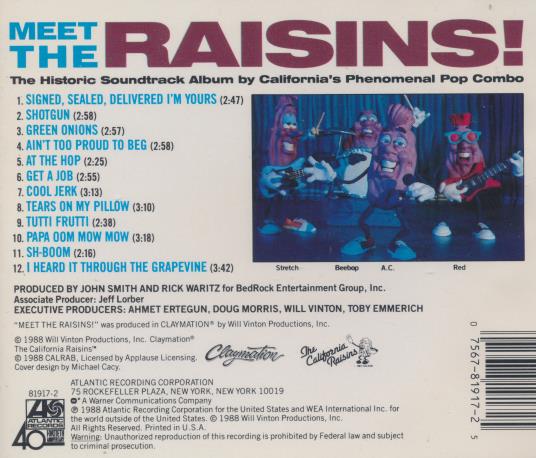 MEET THE RAISINS!
The Historic Soundtrack Album by California's Phenomenal Pop Combo
1. SIGNED, SEALED, DELIVERED I'M YOURS (2:47)
2. SHOTGUN (2:58)
3. GREEN ONIONS (2:57)
4. AIN'T TOO PROUD TO BEG (2:58)
5. AT THE HOP (2:25)
6. GET A JOB (2:55)
7. COOL JERK (3:13)
8. TEARS ON MY PILLOW (3:10)
9. TUTTI FRUTTI (2:38)
10. PAPA OOM MOW MOW (3:18)
11. SH-BOOM (2:16)
12. I HEARD IT THROUGH THE GRAPEVINE (3:42)
Stretch Beebop A.C. Red
PRODUCED BY JOHN SMITH AND RICK WARITZ for BedRock Entertainment Group, Inc.
Associate Producer: Jeff Lorber
EXECUTIVE PRODUCERS: AHMET ERTEGUN, DOUG MORRIS, WILL VINTON, TOBY EMMERICH
"MEET THE RAISINS!" was produced in CLAYMATION® by Will Vinton Productions, Inc.
© 1988 Will Vinton Productions, Inc. Claymation®
The California Raisins™
© 1988 CALRAB, Licensed by Applause Licensing.
Cover design by Michael Cacy.
Claymation
The California Raisins
81917-2
ATLANTIC RECORDING CORPORATION
75 ROCKEFELLER PLAZA, NEW YORK, NEW YORK 10019
®* A Warner Communications Company
℗ 1988 Atlantic Recording Corporation for the United States and WEA International Inc. for
the world outside of the United States. © 1988 Will Vinton Productions, Inc.
All Rights Reserved. Printed in U.S.A.
Warning: Unauthorized reproduction of this recording is prohibited by Federal law and subject
to criminal prosecution.
ATLANTIC RECORDS
40
0 7567-81917-2 5